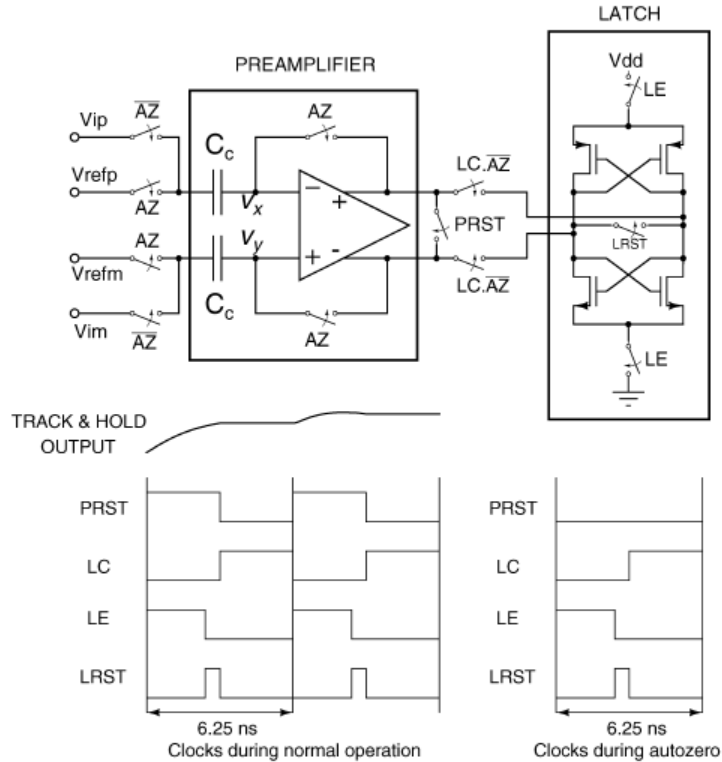 LATCH
PREAMPLIFIER
Vdd
LE
Vip
AZ
AZ
Cc
LC.AZ
Vrefp
AZ
vx
−
+
PRST
LRST
AZ
vy
+
-
Vrefm
LC.AZ
Cc
AZ
LE
Vim
AZ
TRACK & HOLD
OUTPUT
PRST
PRST
LC
LC
LE
LE
LRST
LRST
6.25 ns
6.25 ns
Clocks during normal operation
Clocks during autozero